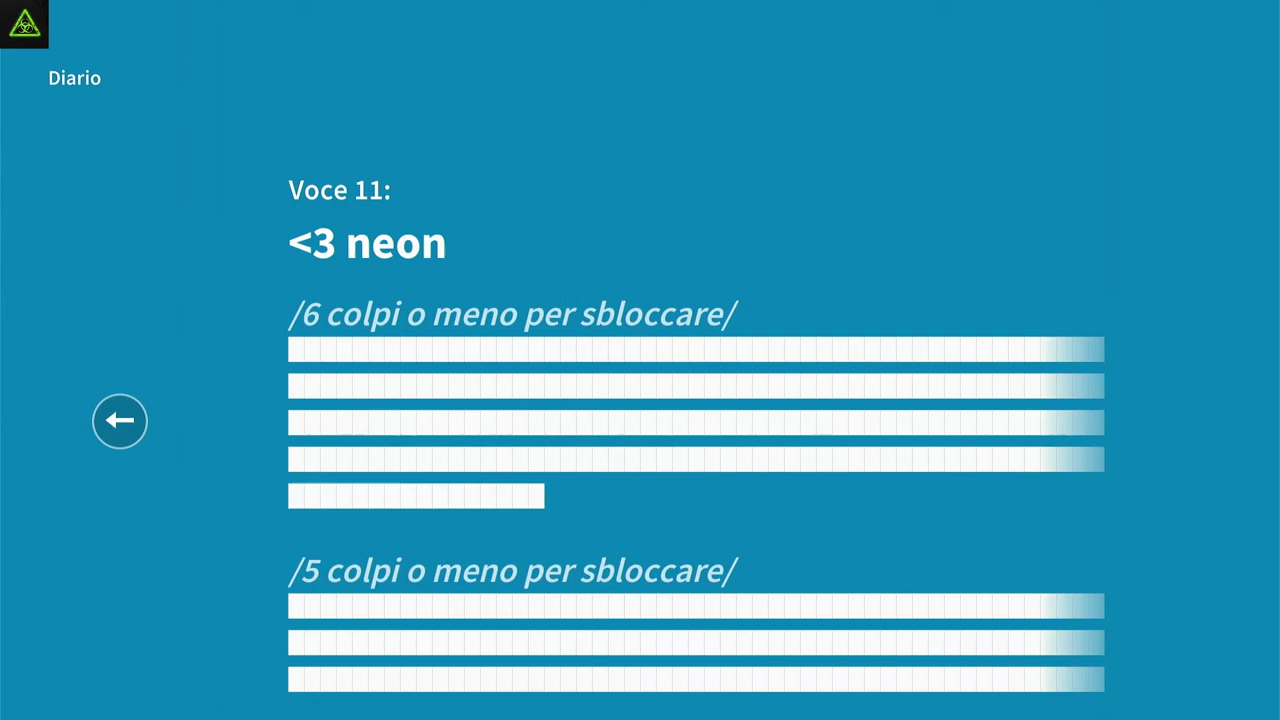 Diario
Voce 11:
<3 neon
/6 colpi o meno per sbloccare/
/5 colpi o meno per sbloccare/